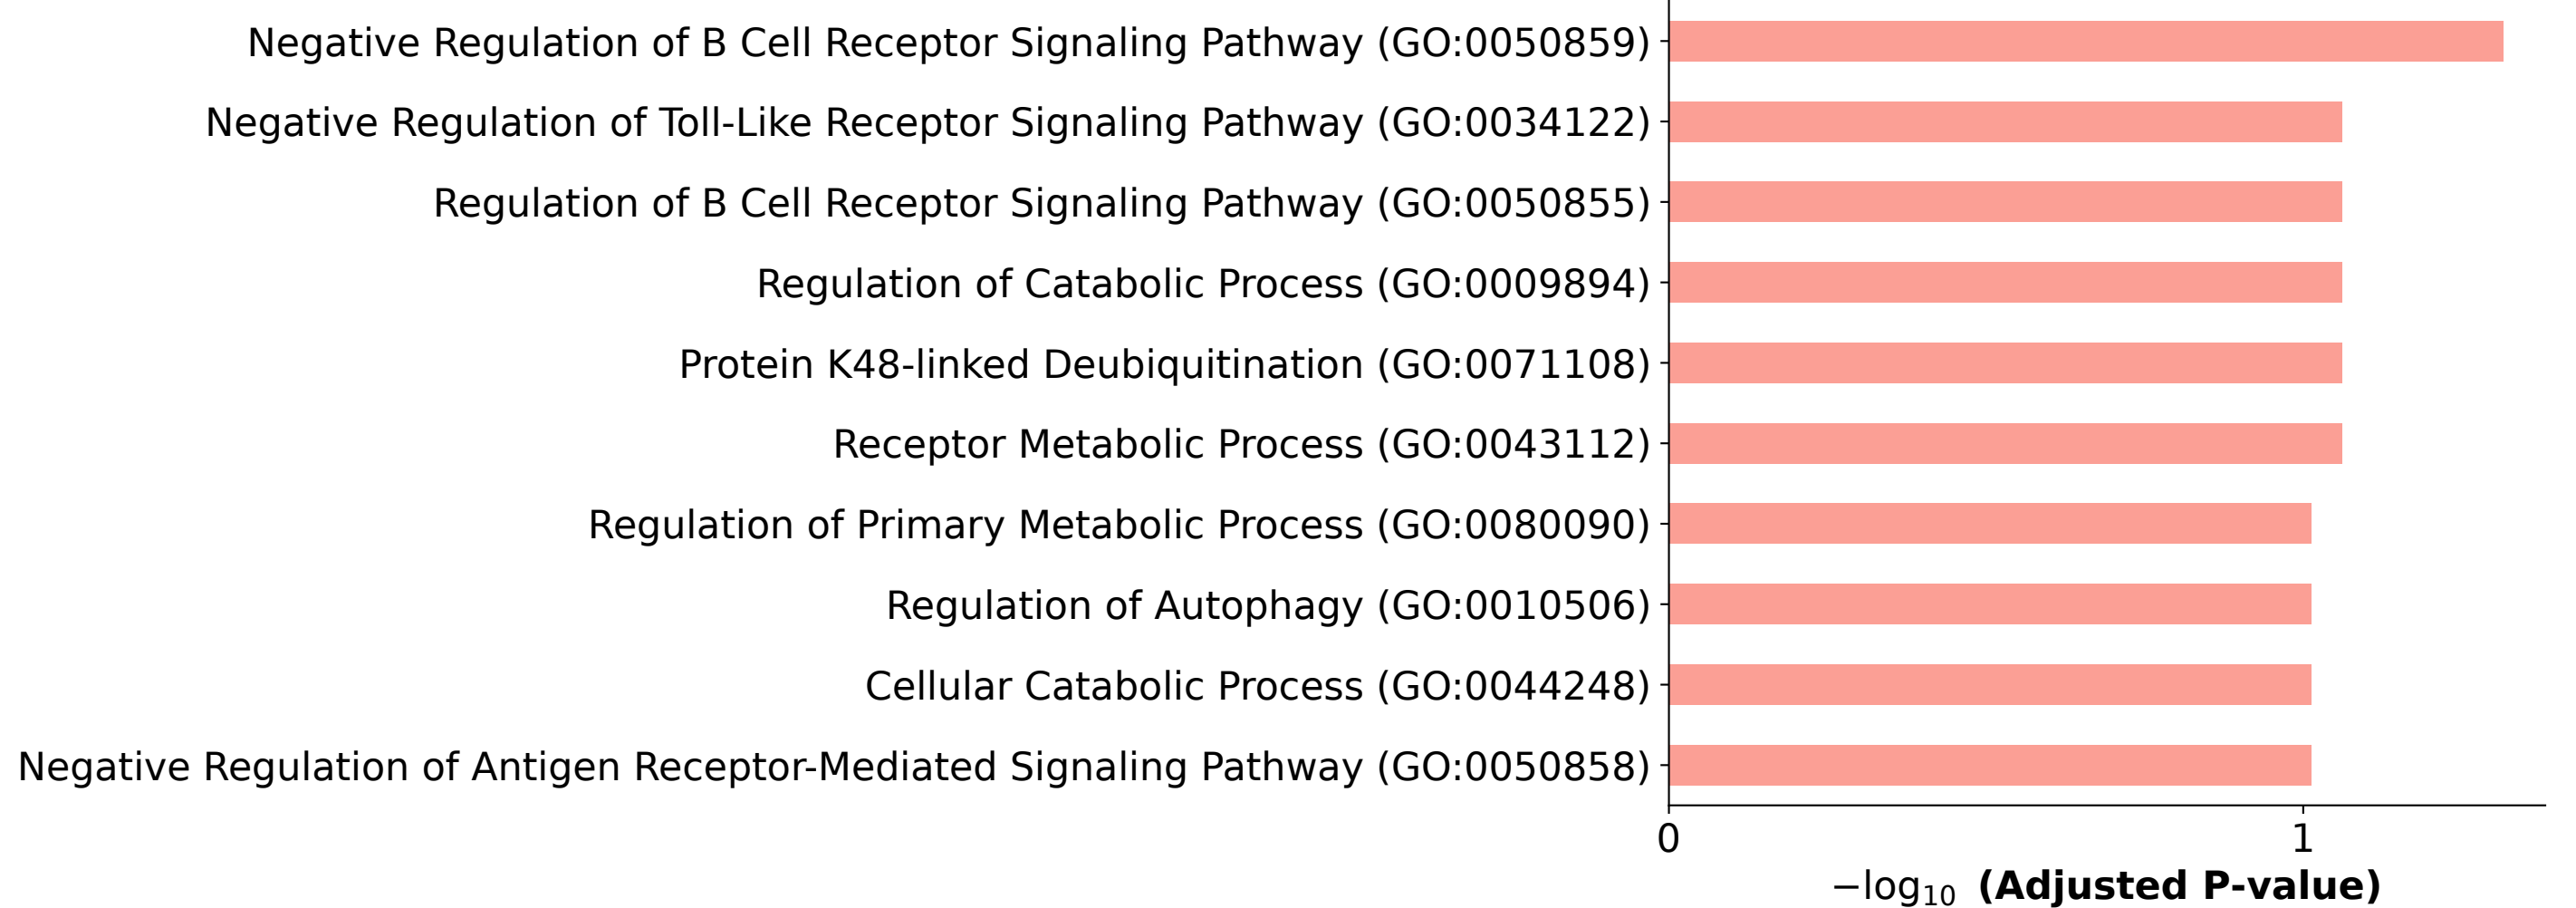 Negative Regulation of B Cell Receptor Signaling Pathway (GO:0050859)
Negative Regulation of Toll-Like Receptor Signaling Pathway (GO:0034122)
Regulation of B Cell Receptor Signaling Pathway (GO:0050855)
Regulation of Catabolic Process (GO:0009894)
Protein K48-linked Deubiquitination (GO:0071108)
Receptor Metabolic Process (GO:0043112)
Regulation of Primary Metabolic Process (GO:0080090)
Regulation of Autophagy (GO:0010506)
Cellular Catabolic Process (GO:0044248)
Negative Regulation of Antigen Receptor-Mediated Signaling Pathway (GO:0050858)
0 1
−log₁₀ (Adjusted P-value)